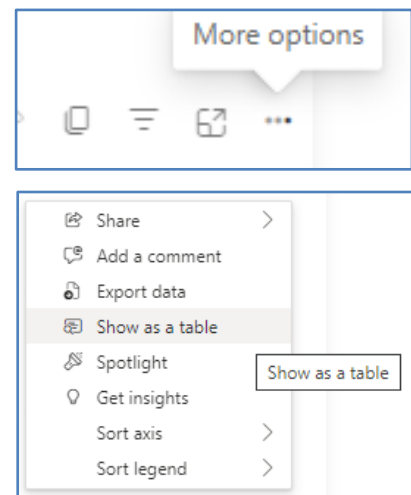 More options
Share
Add a comment
Export data
Show as a table
Spotlight
Show as a table
Get insights
Sort axis
Sort legend